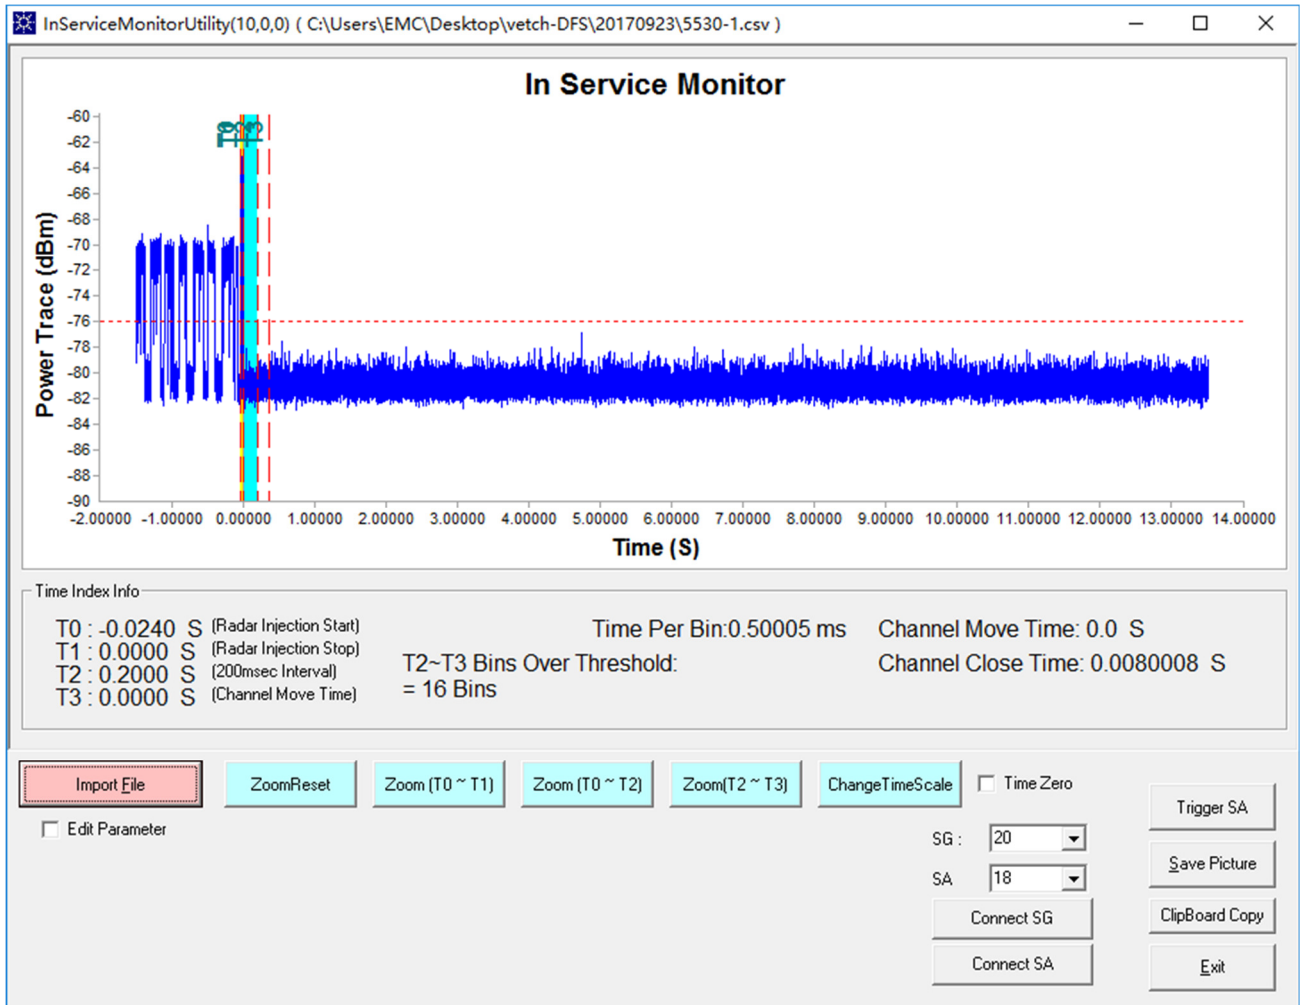 InServiceMonitorUtility(10,0,0) ( C:\Users\EMC\Desktop\vetch-DFS\20170923\5530-1.csv )
In Service Monitor
Power Trace (dBm)
-60
-62
-64
-66
-68
-70
-72
-74
-76
-78
-80
-82
-84
-86
-88
-90
-2.00000 -1.00000 0.00000 1.00000 2.00000 3.00000 4.00000 5.00000 6.00000 7.00000 8.00000 9.00000 10.00000 11.00000 12.00000 13.00000 14.00000
Time (S)
Time Index Info
T0 : -0.0240 S (Radar Injection Start)
T1 : 0.0000 S (Radar Injection Stop)
T2 : 0.2000 S (200msec Interval)
T3 : 0.0000 S (Channel Move Time)
Time Per Bin:0.50005 ms
T2~T3 Bins Over Threshold:
= 16 Bins
Channel Move Time: 0.0 S
Channel Close Time: 0.0080008 S
Import File ZoomReset Zoom (T0 ~ T1) Zoom (T0 ~ T2) Zoom(T2 ~ T3) ChangeTimeScale Time Zero
Edit Parameter
SG : 20
SA 18
Connect SG
Connect SA
Trigger SA
Save Picture
ClipBoard Copy
Exit